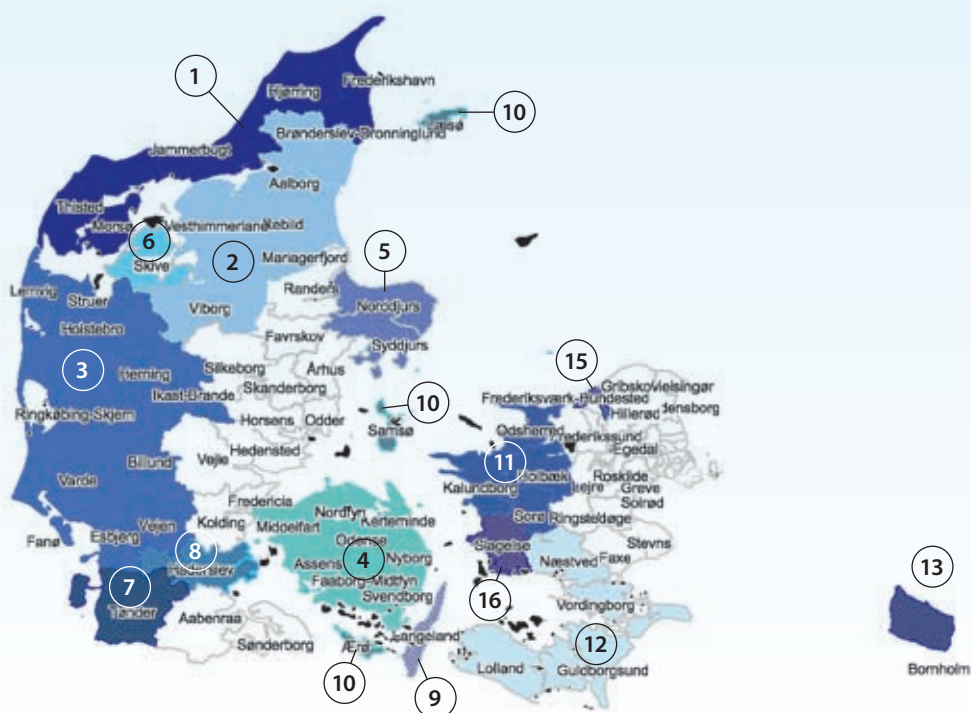 1
Frederikshavn
Hjørring
10
Læsø
Brønderslev-Dronninglund
Jammerbugt
Aalborg
Thisted
Morsø
Vesthimmerland
Rebild
6
2
5
Skive
Mariagerfjord
Lemvig
Struer
Randers
Norddjurs
Viborg
Holstebro
Favrskov
Syddjurs
3
Herning
Silkeborg
Århus
15
Gribskov
Helsingør
Skanderborg
Ikast-Brande
10
Frederiksværk-Hundested
Hillerød
Ringkøbing-Skjern
Horsens
Odder
Samsø
Odsherred
Frederikssund
Egedal
Hedensted
Billund
Vejle
11
Holbæk
Roskilde
Varde
Kalundborg
Lejre
Greve
Solrød
Fredericia
Nordfyn
Kerteminde
Vejen
Kolding
Middelfart
Odense
Sorø
Ringsted
Køge
Fanø
Esbjerg
8
Slagelse
Stevns
Haderslev
Assens
4
Nyborg
Næstved
Faxe
7
Faaborg-Midtfyn
Svendborg
16
13
Tønder
Aabenraa
Vordingborg
Sønderborg
Langeland
Ærø
12
10
9
Lolland
Guldborgsund
Bornholm